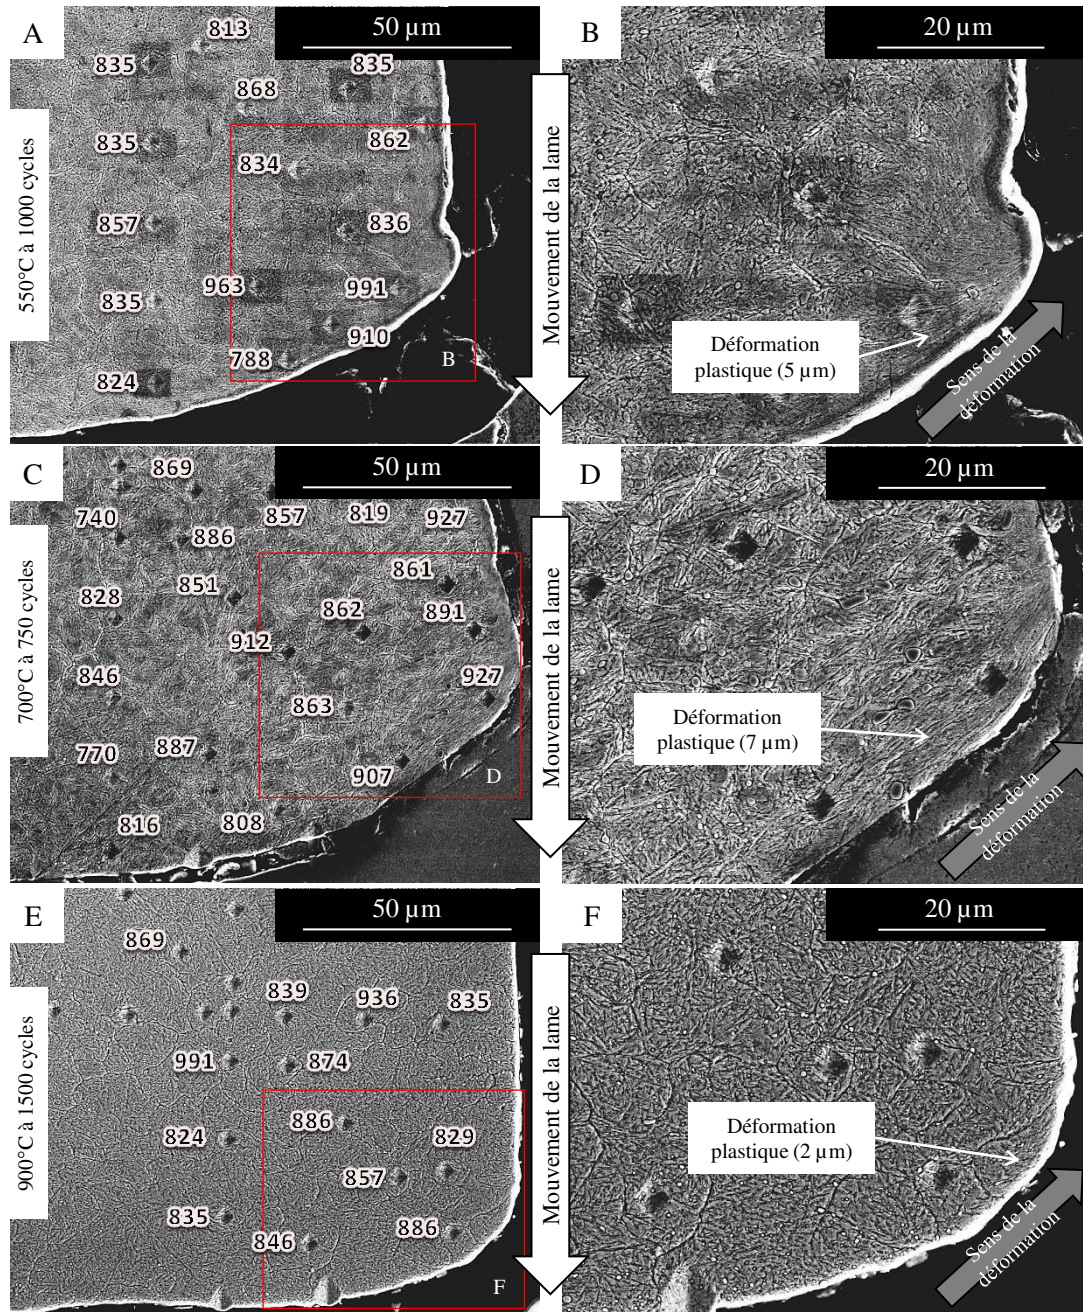 A
50 µm
813
835
835
868
862
835
834
857
836
963
991
910
788
824
B
550°C à 1000 cycles
Mouvement de la lame
B
20 µm
Déformation
plastique (5 µm)
Sens de la
déformation
C
50 µm
869
740
857
819
927
886
861
851
828
862
891
912
846
927
863
887
770
907
816
808
D
700°C à 750 cycles
Mouvement de la lame
D
20 µm
Déformation
plastique (7 µm)
Sens de la
déformation
E
50 µm
869
839
936
835
991
874
886
824
829
857
835
886
846
F
900°C à 1500 cycles
Mouvement de la lame
F
20 µm
Déformation
plastique (2 µm)
Sens de la
déformation